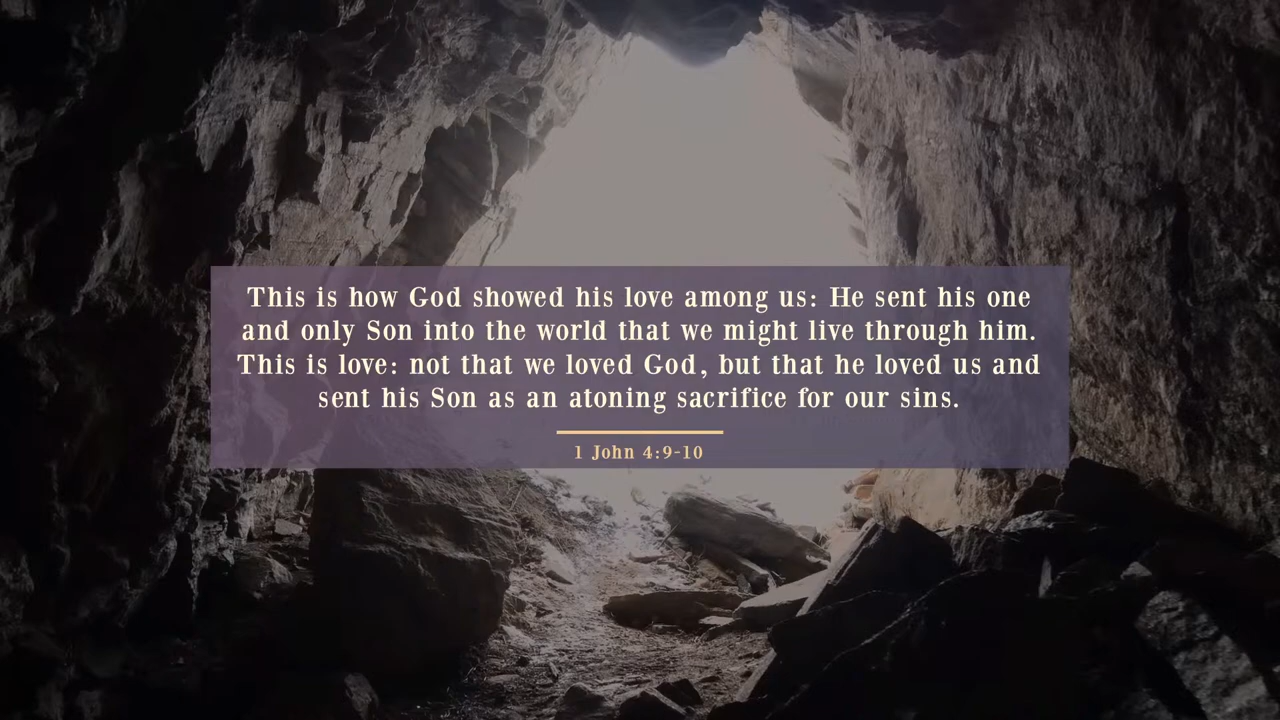 This is how God showed his love among us: He sent his one
and only Son into the world that we might live through him.
This is love: not that we loved God, but that he loved us and
sent his Son as an atoning sacrifice for our sins.
1 John 4:9-10